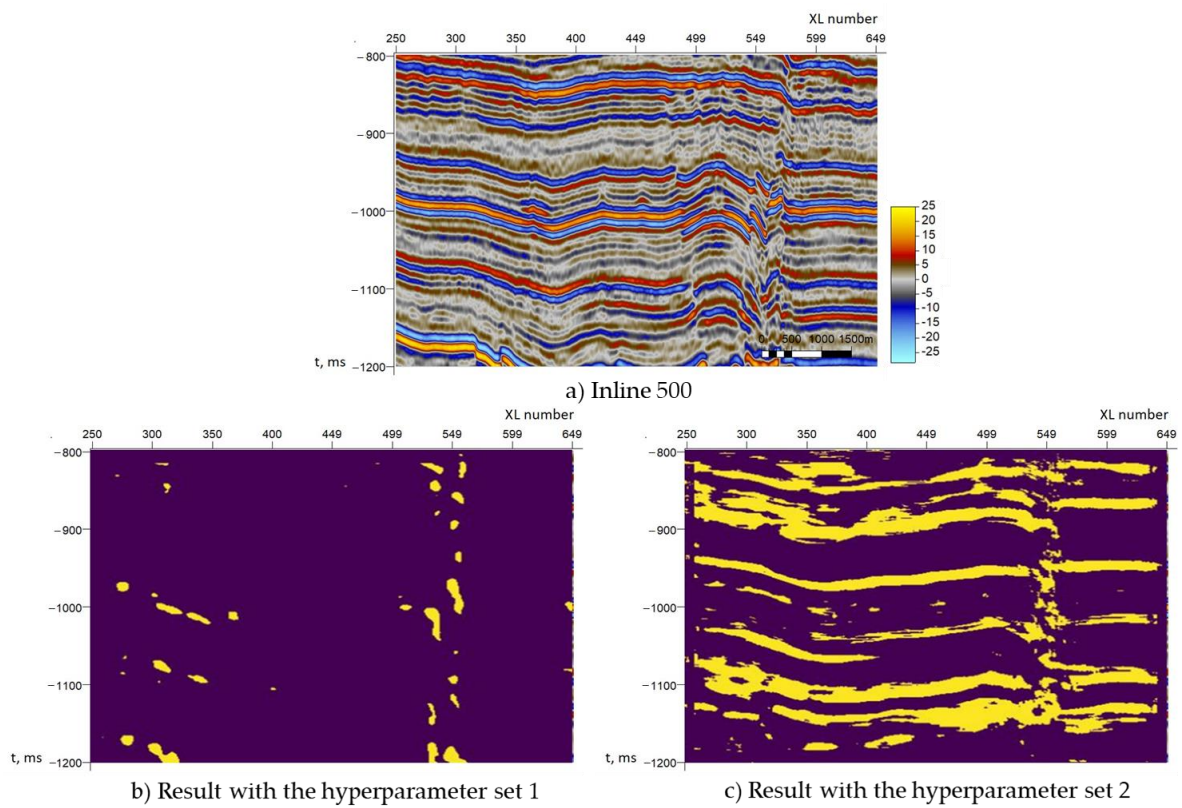 XL number
250 300 350 400 449 499 549 599 649
−800
−900
−1000
−1100
−1200
t, ms
25
20
15
10
5
0
-5
-10
-15
-20
-25
0 500 1000 1500m
a) Inline 500
XL number
250 300 349 400 449 499 549 599 649
−800
−900
−1000
−1100
−1200
t, ms
b) Result with the hyperparameter set 1
XL number
250 300 349 400 449 499 549 599 649
−800
−900
−1000
−1100
−1200
t, ms
c) Result with the hyperparameter set 2